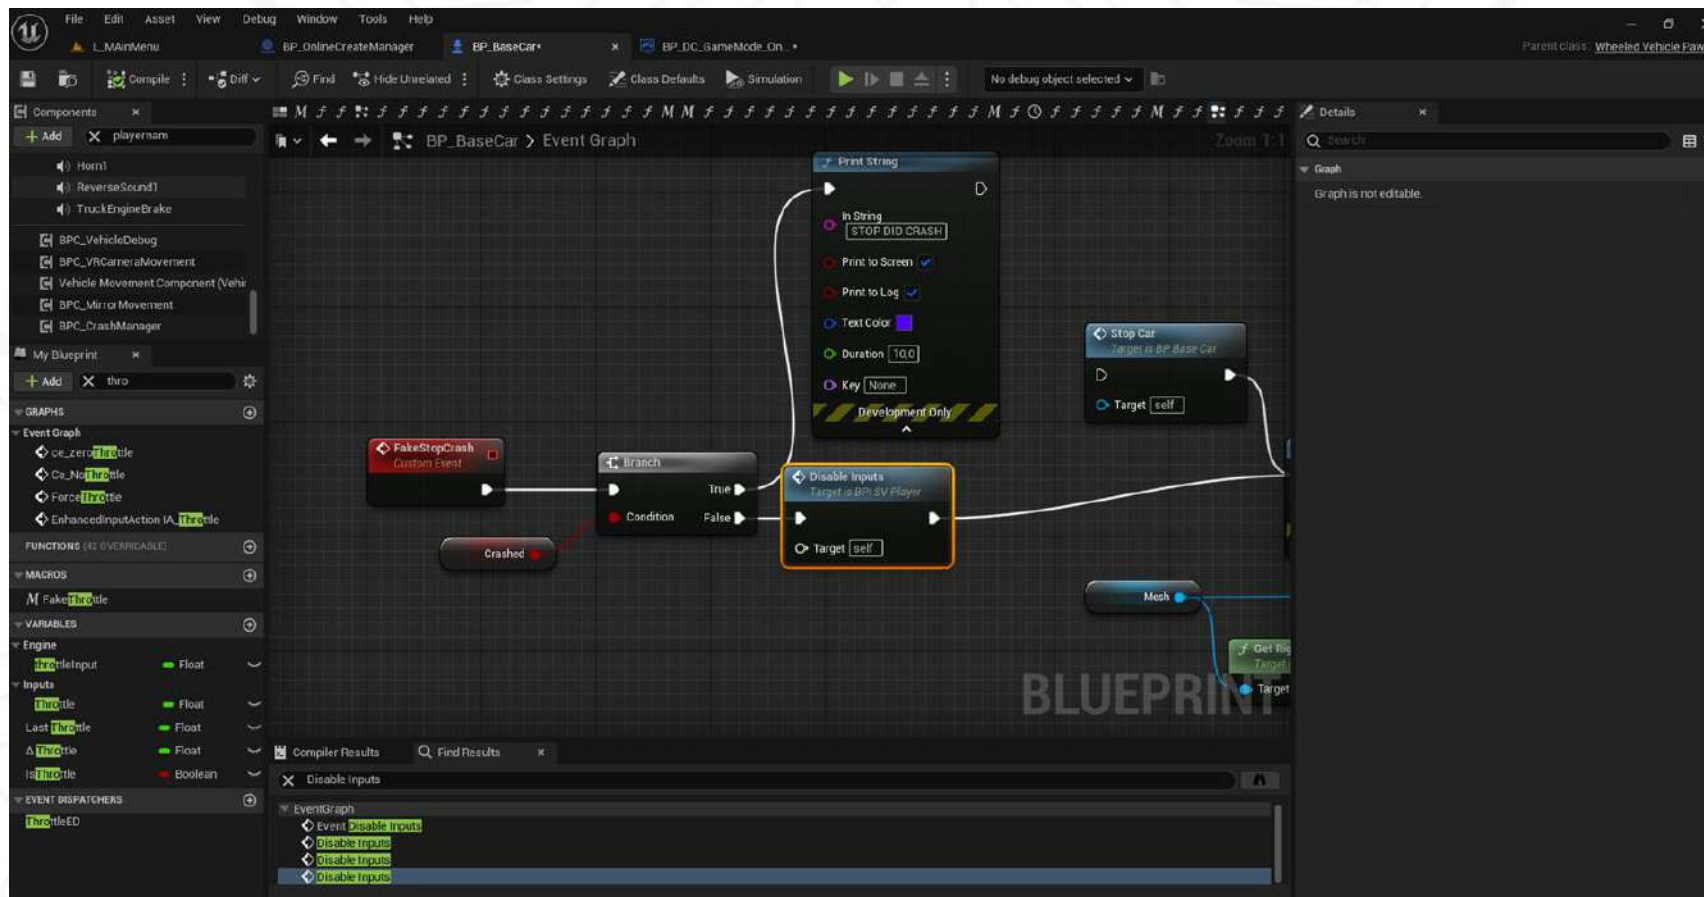 File Edit Asset View Debug Window Tools Help
L_MAinMenu BP_OnlineCreateManager BP_BaseCar• BP_DC_GameMode_On...•
Parent class: Wheeled Vehicle Paw
Compile Diff Find Hide Unrelated Class Settings Class Defaults Simulation No debug object selected
Components
Add playernam
Horn1
ReverseSound1
TruckEngineBrake
BPC_VehicleDebug
BPC_VRCameraMovement
Vehicle Movement Component (Vehic
BPC_MirrorMovement
BPC_CrashManager
My Blueprint
Add thro
GRAPHS
Event Graph
ce_zeroThrottle
Ce_NoThrottle
ForceThrottle
EnhancedInputAction IA_Throttle
FUNCTIONS (42 OVERRIDABLE)
MACROS
FakeThrottle
VARIABLES
Engine
throttleInput Float
Inputs
Throttle Float
Last Throttle Float
Δ Throttle Float
IsThrottle Boolean
EVENT DISPATCHERS
ThrottleED
BP_BaseCar > Event Graph
Zoom 1:1
Print String
In String
STOP DID CRASH
Print to Screen
Print to Log
Text Color
Duration 10,0
Key None
Development Only
Stop Car
Target is BP Base Car
Target self
FakeStopCrash
Custom Event
Branch
True
Condition False
Crashed
Disable Inputs
Target is BPI SV Player
Target self
Mesh
Get Rig
Target
Target
BLUEPRINT
Compiler Results Find Results
Disable Inputs
EventGraph
Event Disable Inputs
Disable Inputs
Disable Inputs
Disable Inputs
Details
Search
Graph
Graph is not editable.